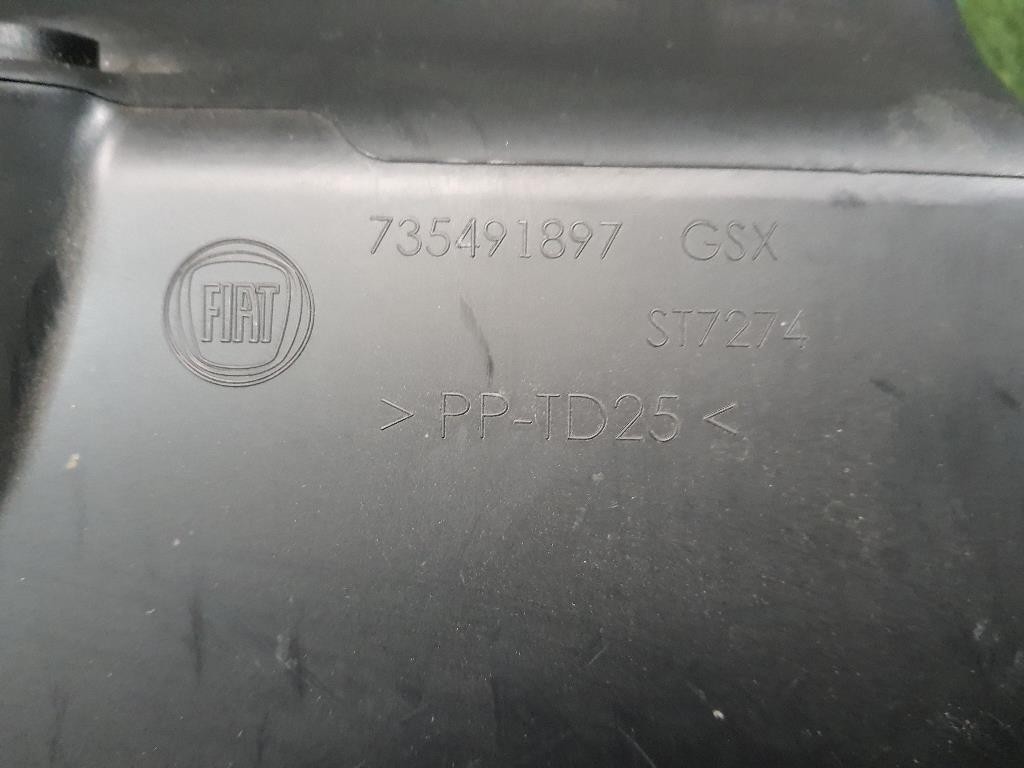 735491897 GSX
FIAT
ST7274
> PP-TD25 <